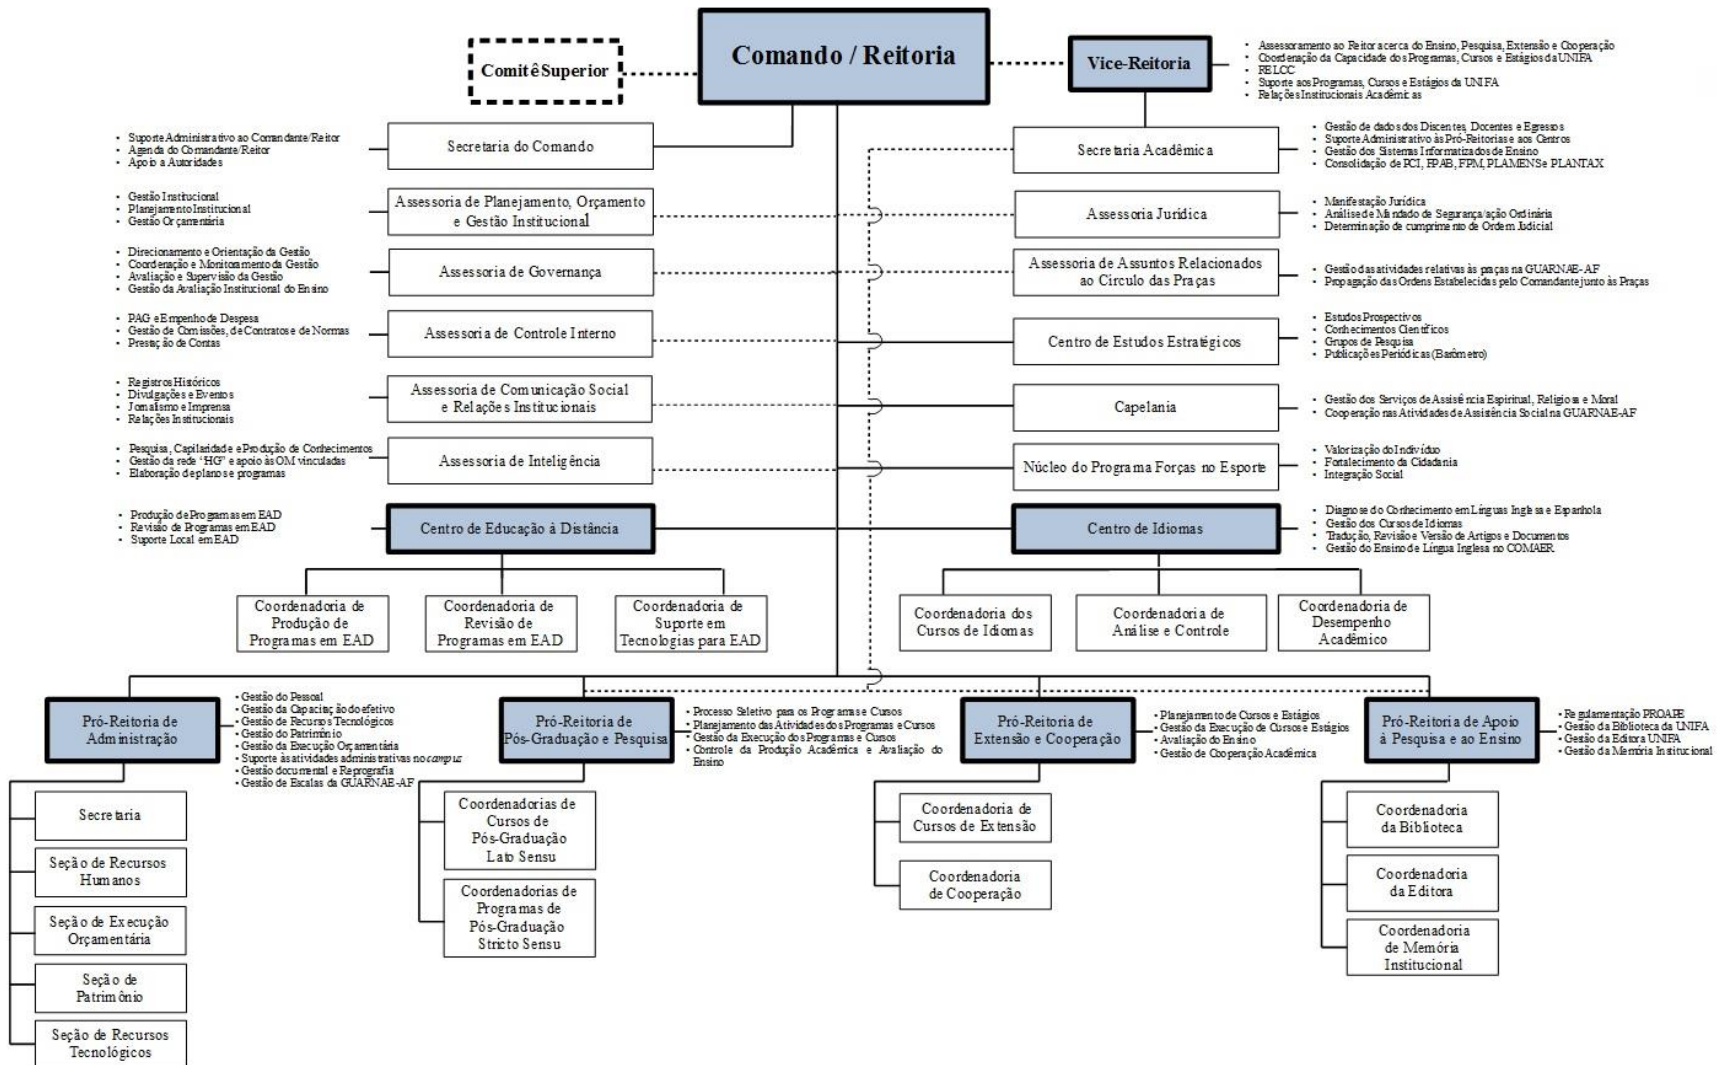 Comando / Reitoria
Comitê Superior
Vice-Reitoria
• Assessoramento ao Reitor acerca do Ensino, Pesquisa, Extensão e Cooperação
• Coordenação da Capacidade dos Programas, Cursos e Estágios da UNIFA
• RELCC
• Suporte aos Programas, Cursos e Estágios da UNIFA
• Relações Institucionais Acadêmicas
• Suporte Administrativo ao Comandante/Reitor
• Agenda do Comandante/Reitor
• Apoio a Autoridades
Secretaria do Comando
Secretaria Acadêmica
• Gestão de dados dos Discentes, Docentes e Egressos
• Suporte Administrativo às Pró-Reitorias e aos Centros
• Gestão dos Sistemas Informatizados de Ensino
• Consolidação de PCI, FPAB, FPM, PLAMENS e PLANTAX
• Gestão Institucional
• Planejamento Institucional
• Gestão Orçamentária
Assessoria de Planejamento, Orçamento
e Gestão Institucional
Assessoria Jurídica
• Manifestação Jurídica
• Análise de Mandado de Segurança/ação Ordinária
• Determinação de cumprimento de Ordem Judicial
• Direcionamento e Orientação da Gestão
• Coordenação e Monitoramento da Gestão
• Avaliação e Supervisão da Gestão
• Gestão da Avaliação Institucional do Ensino
Assessoria de Governança
Assessoria de Assuntos Relacionados
ao Círculo das Praças
• Gestão das atividades relativas às praças na GUARNAE-AF
• Propagação das Ordens Estabelecidas pelo Comandante junto às Praças
• PAG e Empenho de Despesa
• Gestão de Comissões, de Contratos e de Normas
• Prestação de Contas
Assessoria de Controle Interno
Centro de Estudos Estratégicos
• Estudos Prospectivos
• Conhecimentos Científicos
• Grupos de Pesquisa
• Publicações Periódicas (Barômetro)
• Registros Históricos
• Divulgações e Eventos
• Jornalismo e Imprensa
• Relações Institucionais
Assessoria de Comunicação Social
e Relações Institucionais
Capelania
• Gestão dos Serviços de Assistência Espiritual, Religiosa e Moral
• Cooperação nas Atividades de Assistência Social na GUARNAE-AF
• Pesquisa, Capilaridade e Produção de Conhecimentos
• Gestão da rede "HG" e apoio às OM vinculadas
• Elaboração de planos e programas
Assessoria de Inteligência
Núcleo do Programa Forças no Esporte
• Valorização do Indivíduo
• Fortalecimento da Cidadania
• Integração Social
• Produção de Programas em EAD
• Revisão de Programas em EAD
• Suporte Local em EAD
Centro de Educação à Distância
Centro de Idiomas
• Diagnose do Conhecimento em Línguas Inglesa e Espanhola
• Gestão dos Cursos de Idiomas
• Tradução, Revisão e Versão de Artigos e Documentos
• Gestão do Ensino de Língua Inglesa no COMAER
Coordenadoria de
Produção de
Programas em EAD
Coordenadoria de
Revisão de
Programas em EAD
Coordenadoria de
Suporte em
Tecnologias para EAD
Coordenadoria dos
Cursos de Idiomas
Coordenadoria de
Análise e Controle
Coordenadoria de
Desempenho
Acadêmico
Pró-Reitoria de
Administração
• Gestão do Pessoal
• Gestão da Capacitação do efetivo
• Gestão de Recursos Tecnológicos
• Gestão do Patrimônio
• Gestão da Execução Orçamentária
• Suporte às atividades administrativas no campus
• Gestão documental e Reprografia
• Gestão de Escalas da GUARNAE-AF
Pró-Reitoria de
Pós-Graduação e Pesquisa
• Processo Seletivo para os Programas e Cursos
• Planejamento das Atividades dos Programas e Cursos
• Gestão da Execução dos Programas e Cursos
• Controle da Produção Acadêmica e Avaliação do
Ensino
Pró-Reitoria de
Extensão e Cooperação
• Planejamento de Cursos e Estágios
• Gestão da Execução de Cursos e Estágios
• Avaliação do Ensino
• Gestão de Cooperação Acadêmica
Pró-Reitoria de Apoio
à Pesquisa e ao Ensino
• Regulamentação PROAPE
• Gestão da Biblioteca da UNIFA
• Gestão da Editora UNIFA
• Gestão da Memória Institucional
Secretaria
Seção de Recursos
Humanos
Seção de Execução
Orçamentária
Seção de
Patrimônio
Seção de Recursos
Tecnológicos
Coordenadorias de
Cursos de
Pós-Graduação
Lato Sensu
Coordenadorias de
Programas de
Pós-Graduação
Stricto Sensu
Coordenadoria de
Cursos de Extensão
Coordenadoria
de Cooperação
Coordenadoria
da Biblioteca
Coordenadoria
da Editora
Coordenadoria
de Memória
Institucional